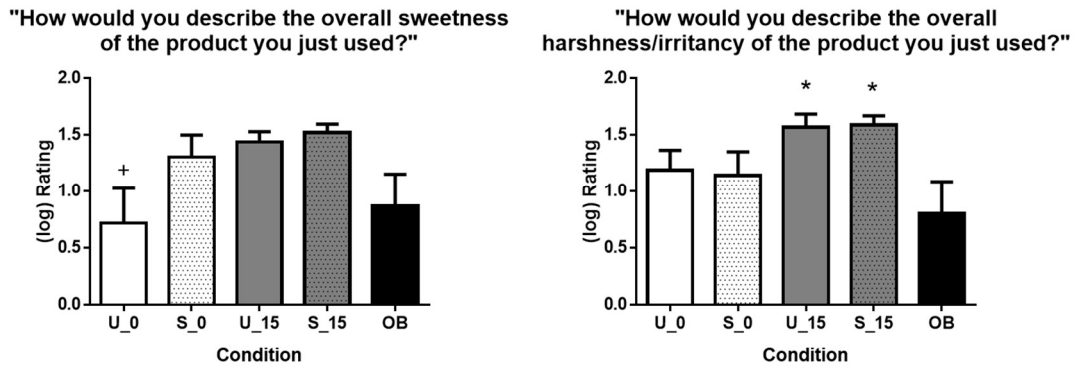 "How would you describe the overall sweetness
of the product you just used?"
2.0
1.5
1.0
0.5
0.0
(log) Rating
+
U_0 S_0 U_15 S_15 OB
Condition
"How would you describe the overall
harshness/irritancy of the product you just used?"
2.0
1.5
1.0
0.5
0.0
(log) Rating
* *
U_0 S_0 U_15 S_15 OB
Condition